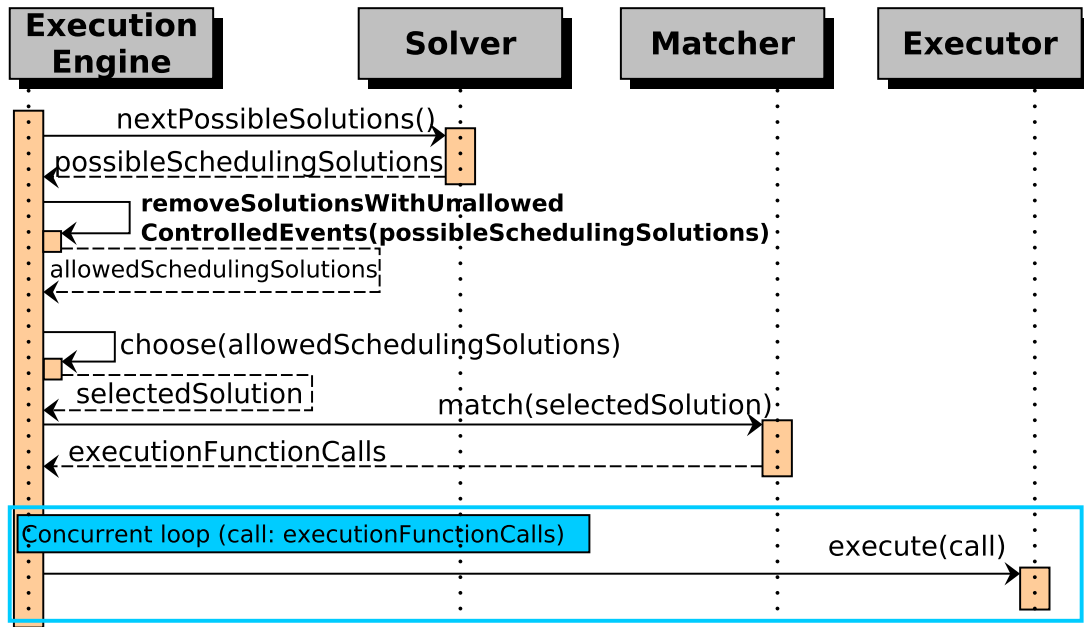 Execution
Engine
Solver
Matcher
Executor
nextPossibleSolutions()
possibleSchedulingSolutions
removeSolutionsWithUnallowed
ControlledEvents(possibleSchedulingSolutions)
allowedSchedulingSolutions
choose(allowedSchedulingSolutions)
selectedSolution
match(selectedSolution)
executionFunctionCalls
Concurrent loop (call: executionFunctionCalls)
execute(call)